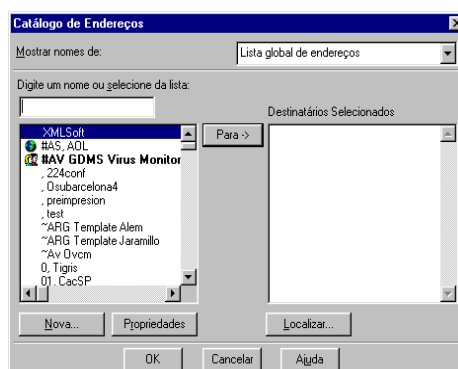 Catálogo de Endereços
Mostrar nomes de:
Lista global de endereços
Digite um nome ou selecione da lista:
Destinatários Selecionados
XMLSoft
#AS, AOL
#AV GDMS Virus Monitor
, 224conf
, Osubarcelona4
, preimpresion
, test
~ARG Template Alem
~ARG Template Jaramillo
~Av Ovcm
0, Tigris
01. CacSP
Para ->
Nova...
Propriedades
Localizar...
OK
Cancelar
Ajuda